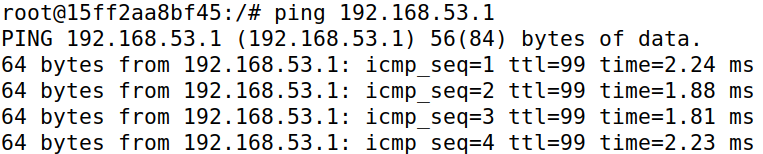 root@15ff2aa8bf45:/# ping 192.168.53.1
PING 192.168.53.1 (192.168.53.1) 56(84) bytes of data.
64 bytes from 192.168.53.1: icmp_seq=1 ttl=99 time=2.24 ms
64 bytes from 192.168.53.1: icmp_seq=2 ttl=99 time=1.88 ms
64 bytes from 192.168.53.1: icmp_seq=3 ttl=99 time=1.81 ms
64 bytes from 192.168.53.1: icmp_seq=4 ttl=99 time=2.23 ms